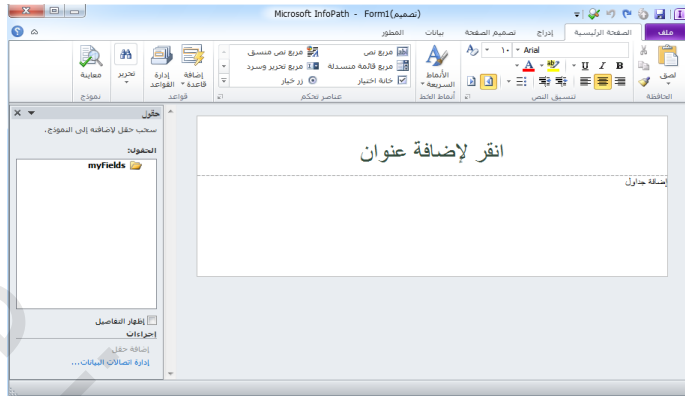 Microsoft InfoPath - Form1(تصميم)
ملف الصفحة الرئيسية إدراج تصميم الصفحة بيانات المطور
لصق
الحافظة
Arial ١٠
B I U
تنسيق النص
الأنماط السريعة
أنماط الخط
مربع نص مربع نص منسق
مربع قائمة منسدلة مربع تحرير وسرد
خانة اختيار زر خيار
عناصر تحكم
إضافة قاعدة إدارة القواعد
قواعد
تحرير
معاينة
نموذج
انقر لإضافة عنوان
إضافة جداول
حقول
سحب حقل لإضافته إلى النموذج.
الحقول:
myFields
إظهار التفاصيل
إجراءات
إضافة حقل
إدارة اتصالات البيانات...